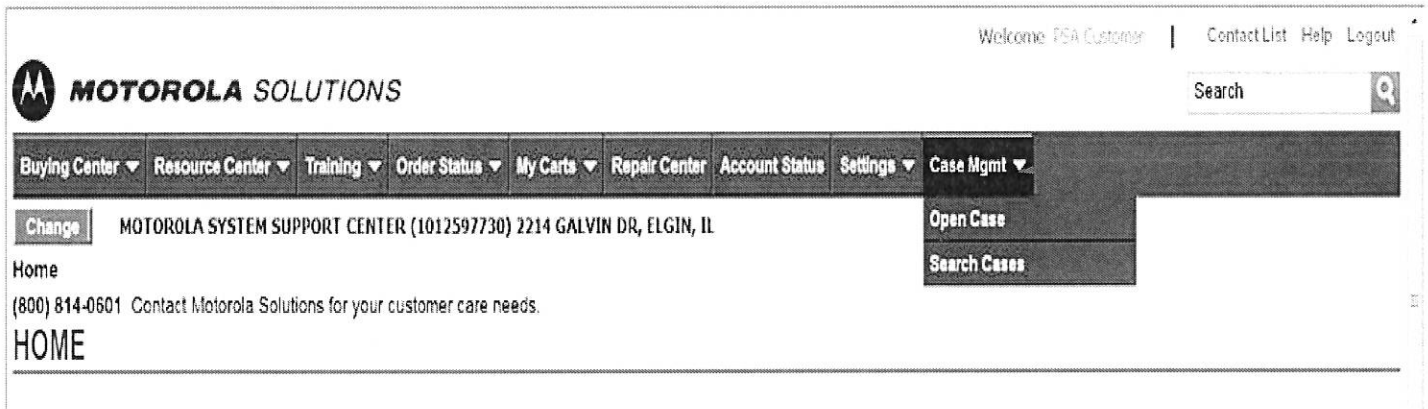 Welcome PSA Customer | Contact List Help Logout
MOTOROLA SOLUTIONS
Search
Buying Center Resource Center Training Order Status My Carts Repair Center Account Status Settings Case Mgmt
Change MOTOROLA SYSTEM SUPPORT CENTER (1012597730) 2214 GALVIN DR, ELGIN, IL
Open Case
Home
Search Cases
(800) 814-0601 Contact Motorola Solutions for your customer care needs.
HOME